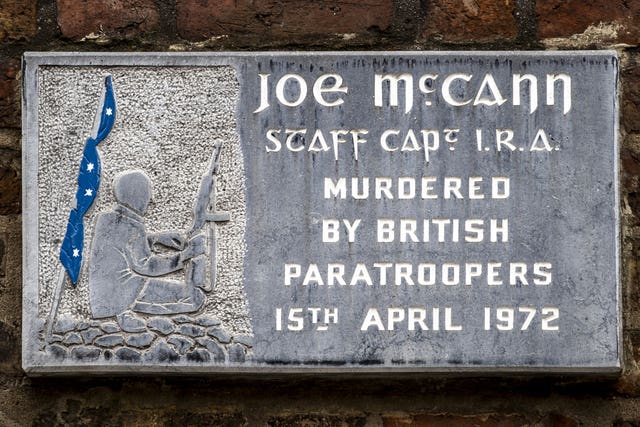 Joe McCann
Staff Capt I.R.A.
MURDERED
BY BRITISH
PARATROOPERS
15TH APRIL 1972